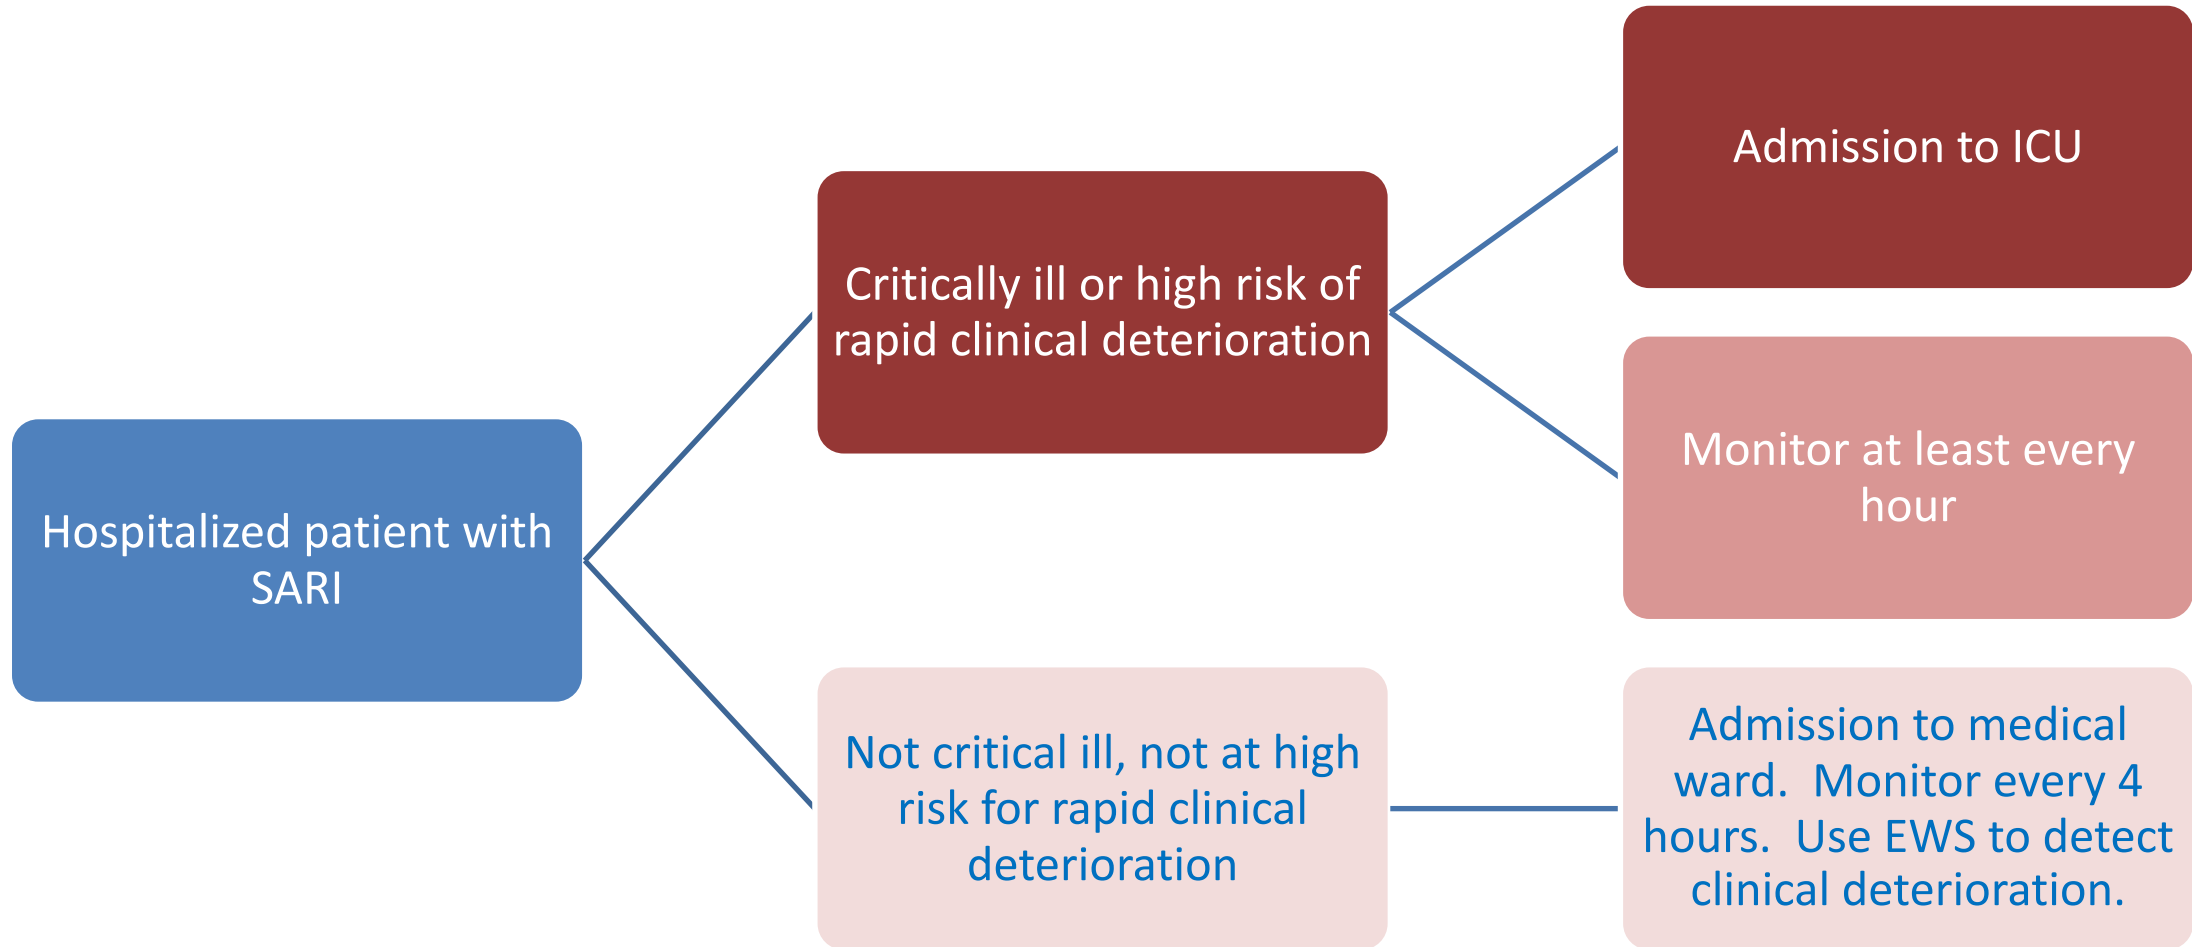 Hospitalized patient with
SARI
Critically ill or high risk of
rapid clinical deterioration
Admission to ICU
Monitor at least every
hour
Not critical ill, not at high
risk for rapid clinical
deterioration
Admission to medical
ward.  Monitor every 4
hours.  Use EWS to detect
clinical deterioration.